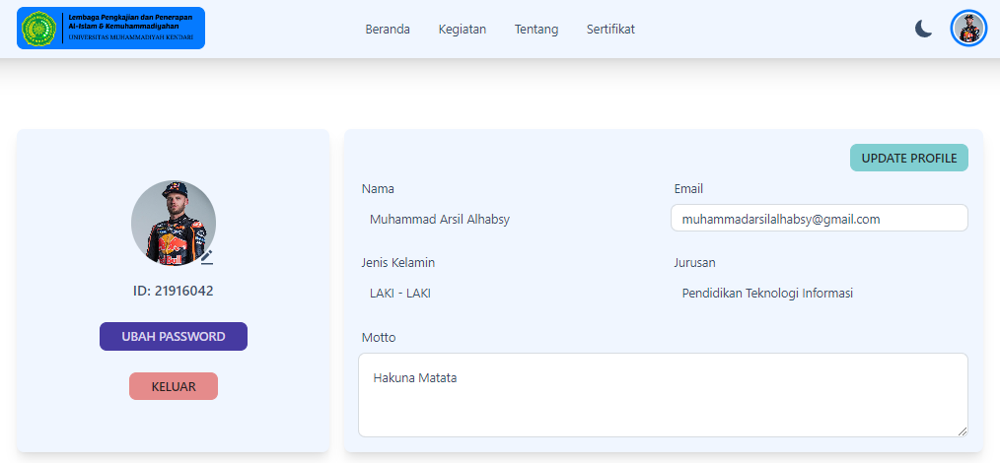 Lembaga Pengkajian dan Penerapan
Al-Islam & Kemuhammadiyahan
UNIVERSITAS MUHAMMADIYAH KENDARI
Beranda Kegiatan Tentang Sertifikat
ID: 21916042
UBAH PASSWORD
KELUAR
UPDATE PROFILE
Nama
Muhammad Arsil Alhabsy
Email
muhammadarsilalhabsy@gmail.com
Jenis Kelamin
LAKI - LAKI
Jurusan
Pendidikan Teknologi Informasi
Motto
Hakuna Matata